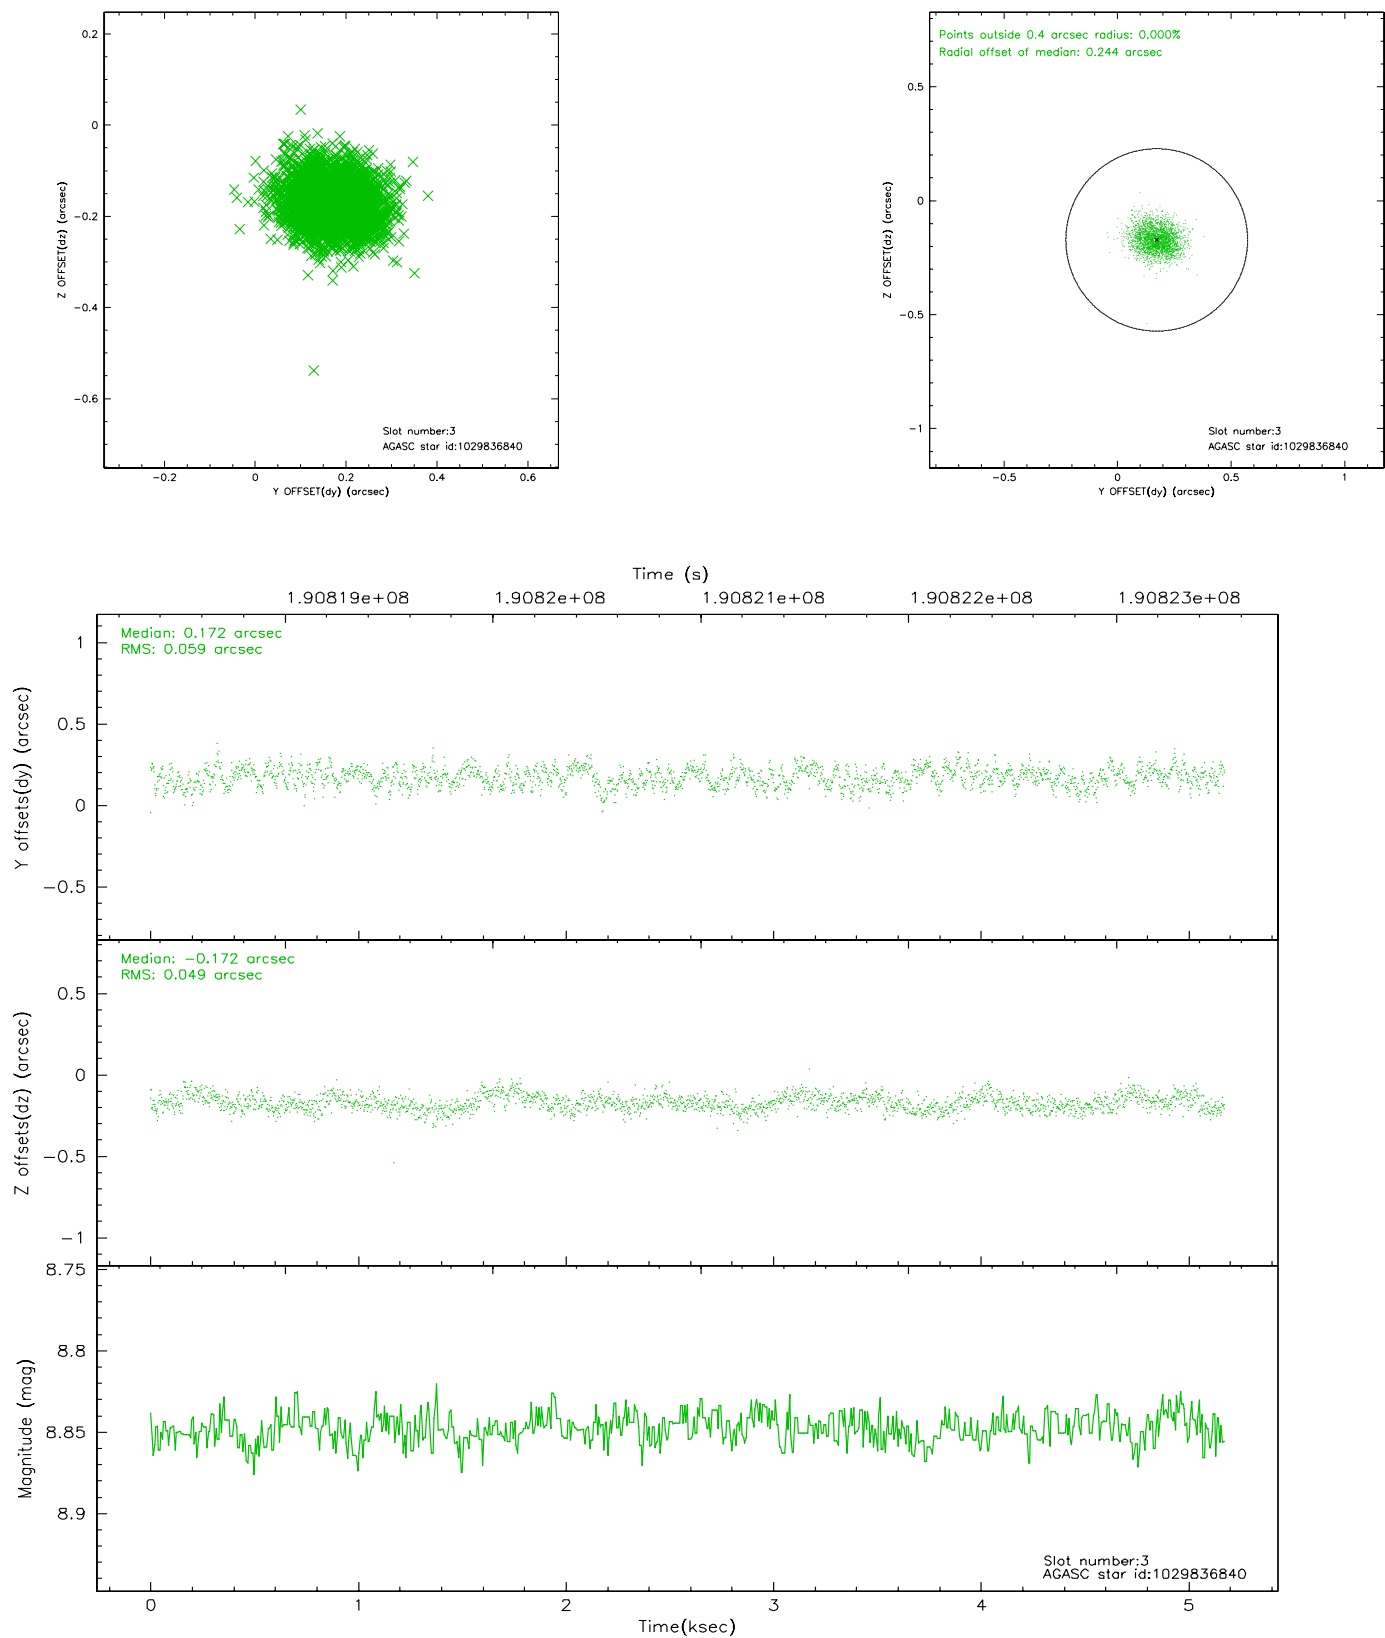 0.2
0
−0.2
−0.4
−0.6
Z OFFSET(dz) (arcsec)
Slot number:3
AGASC star id:1029836840
−0.2 0 0.2 0.4 0.6
Y OFFSET(dy) (arcsec)
Points outside 0.4 arcsec radius: 0.000%
Radial offset of median: 0.244 arcsec
0.5
0
−0.5
−1
Z OFFSET(dz) (arcsec)
Slot number:3
AGASC star id:1029836840
−0.5 0 0.5 1
Y OFFSET(dy) (arcsec)
Time (s)
1.90819e+08 1.9082e+08 1.90821e+08 1.90822e+08 1.90823e+08
Median: 0.172 arcsec
RMS: 0.059 arcsec
1
0.5
0
−0.5
Y offsets(dy) (arcsec)
Median: −0.172 arcsec
RMS: 0.049 arcsec
0.5
0
−0.5
−1
Z offsets(dz) (arcsec)
8.75
8.8
8.85
8.9
Magnitude (mag)
Slot number:3
AGASC star id:1029836840
0 1 2 3 4 5
Time(ksec)